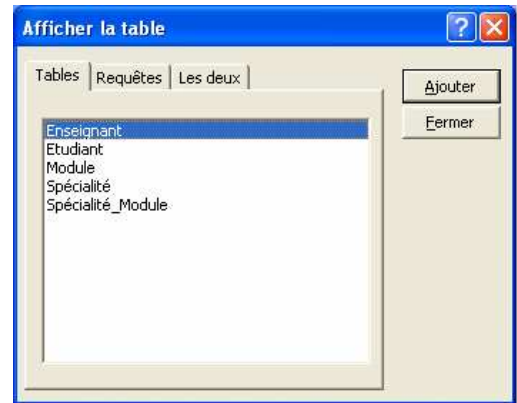 Afficher la table
Tables Requêtes Les deux
Ajouter
Fermer
Enseignant
Etudiant
Module
Spécialité
Spécialité_Module